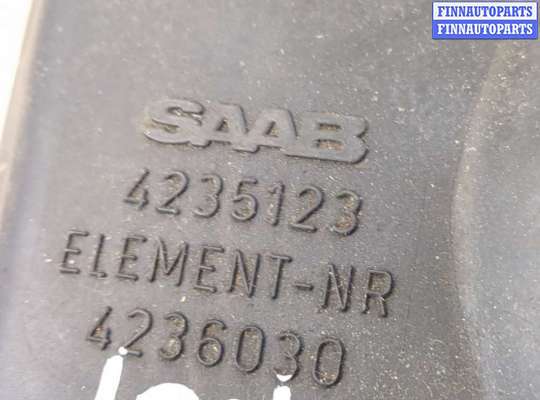 FINNAUTOPARTS
FINNAUTOPARTS
SAAB
4235123
ELEMENT-NR
4236030